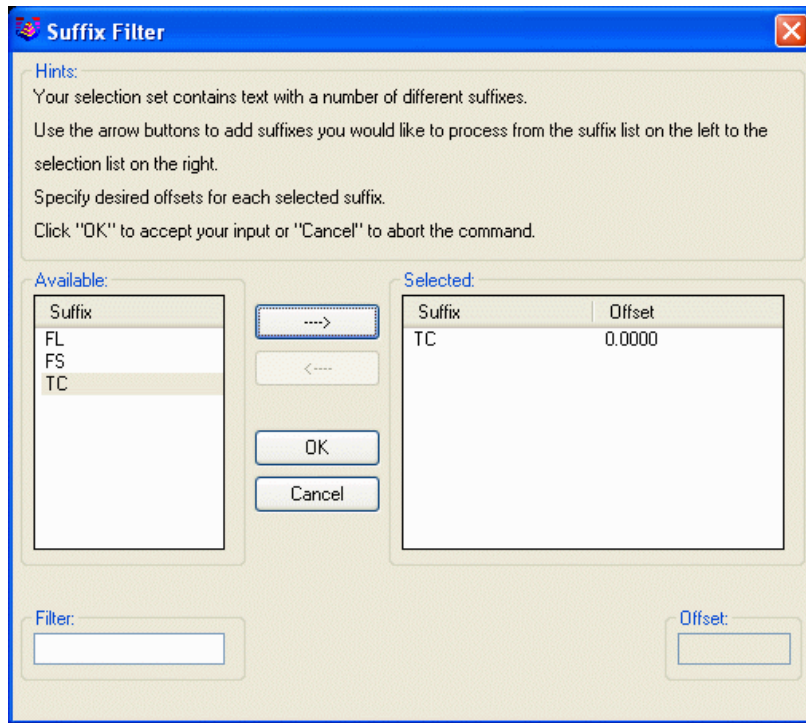 Suffix Filter
Hints:
Your selection set contains text with a number of different suffixes.
Use the arrow buttons to add suffixes you would like to process from the suffix list on the left to the
selection list on the right.
Specify desired offsets for each selected suffix.
Click "OK" to accept your input or "Cancel" to abort the command.
Available:
Suffix
FL
FS
TC
---->
<----
OK
Cancel
Selected:
Suffix Offset
TC 0.0000
Filter:
Offset: